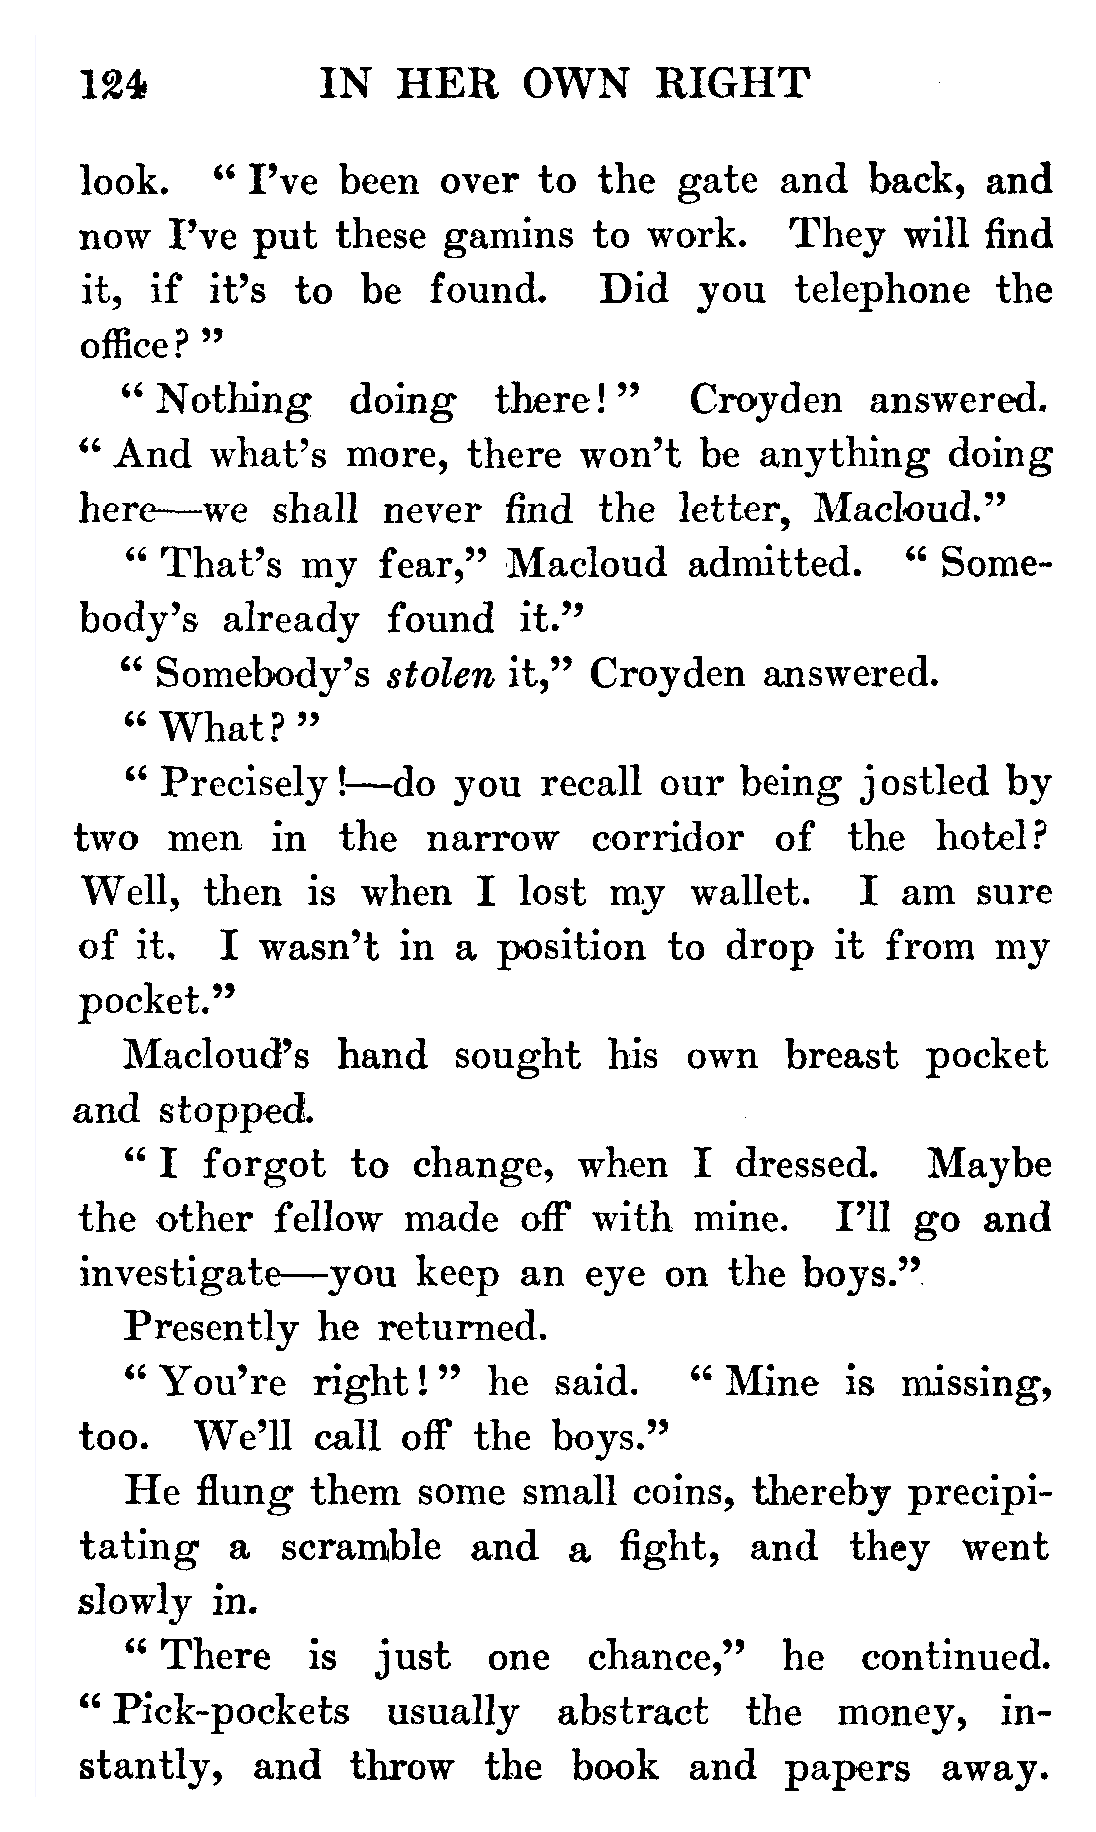 124 IN HER OWN RIGHT
look. “ I’ve been over to the gate and back, and
now I’ve put these gamins to work. They will find
it, if it’s to be found. Did you telephone the
office? ”
“ Nothing doing there! ” Croyden answered.
“ And what’s more, there won’t be anything doing
here—we shall never find the letter, Macloud.”
“ That’s my fear,” Macloud admitted. “ Some-
body’s already found it.”
“ Somebody’s stolen it,” Croyden answered.
“ What? ”
“ Precisely!—do you recall our being jostled by
two men in the narrow corridor of the hotel?
Well, then is when I lost my wallet. I am sure
of it. I wasn’t in a position to drop it from my
pocket.”
Macloud’s hand sought his own breast pocket
and stopped.
“ I forgot to change, when I dressed. Maybe
the other fellow made off with mine. I’ll go and
investigate—you keep an eye on the boys.”
Presently he returned.
“ You’re right! ” he said. “ Mine is missing,
too. We’ll call off the boys.”
He flung them some small coins, thereby precipi-
tating a scramble and a fight, and they went
slowly in.
“ There is just one chance,” he continued.
“ Pick-pockets usually abstract the money, in-
stantly, and throw the book and papers away.